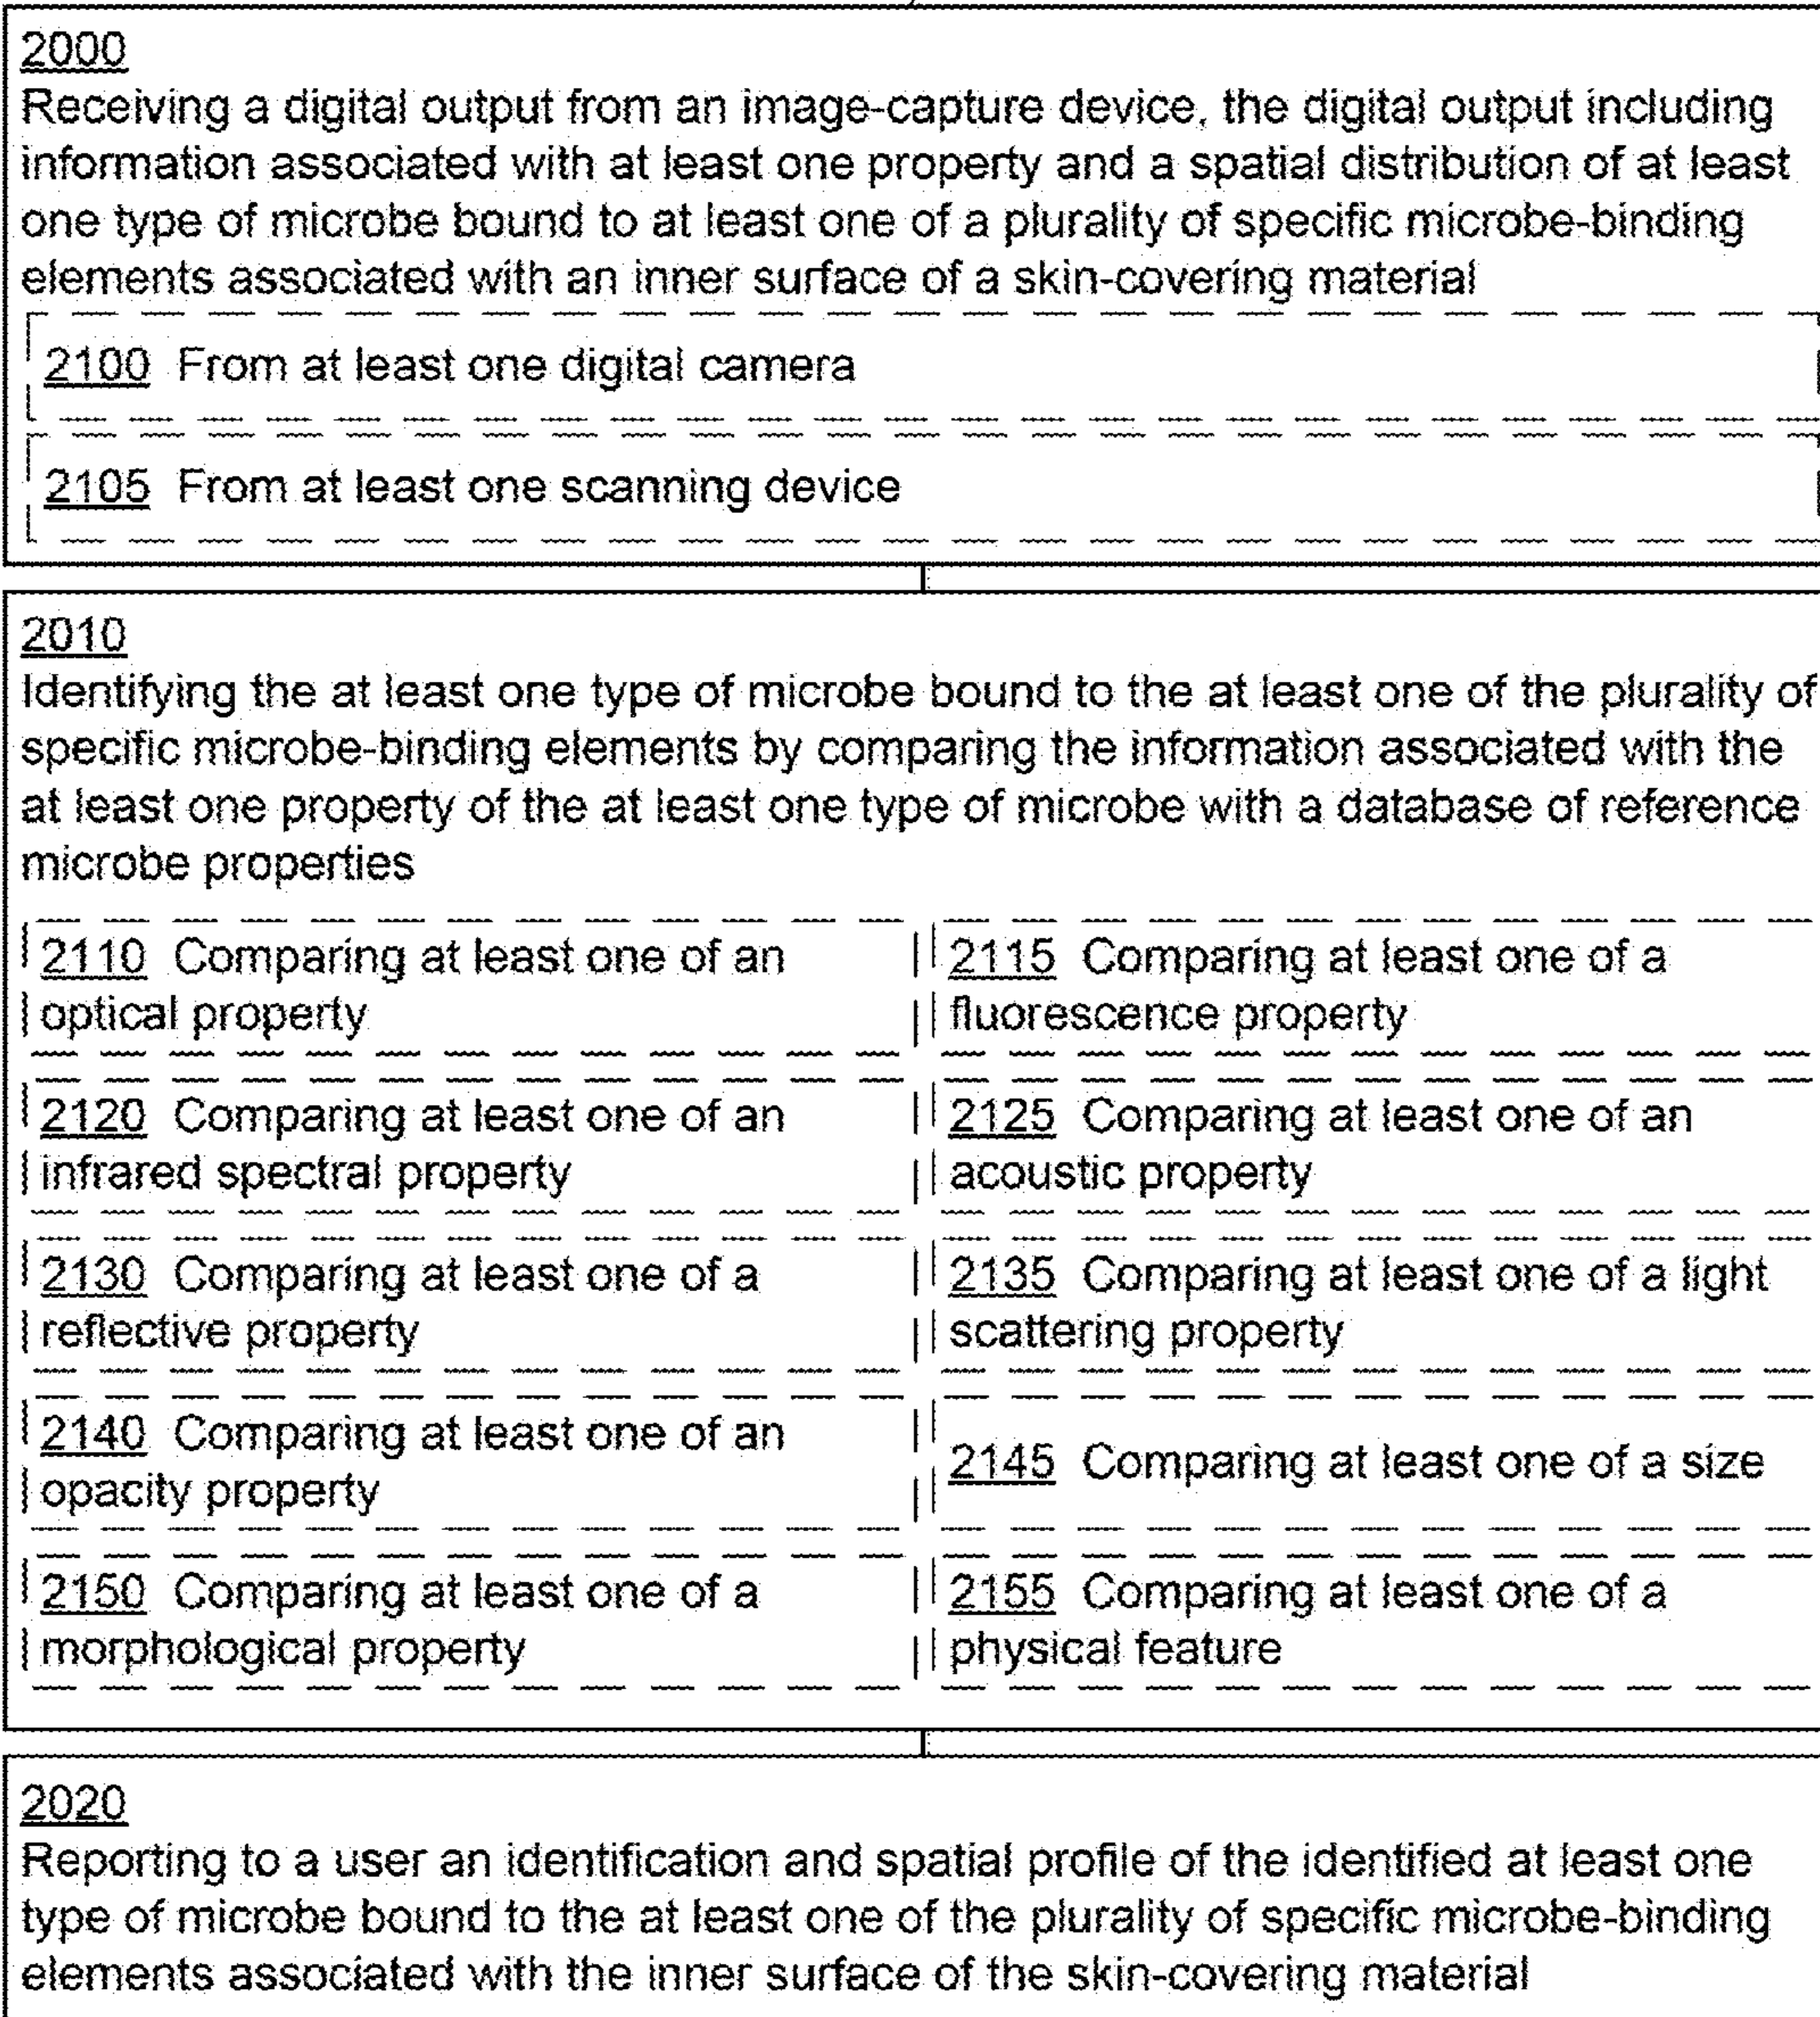 2000
Receiving a digital output from an image-capture device, the digital output including
information associated with at least one property and a spatial distribution of at least
one type of microbe bound to at least one of a plurality of specific microbe-binding
elements associated with an inner surface of a skin-covering material
2100 From at least one digital camera
2105 From at least one scanning device
2010
Identifying the at least one type of microbe bound to the at least one of the plurality of
specific microbe-binding elements by comparing the information associated with the
at least one property of the at least one type of microbe with a database of reference
microbe properties
2110 Comparing at least one of an
optical property
2115 Comparing at least one of a
fluorescence property
2120 Comparing at least one of an
infrared spectral property
2125 Comparing at least one of an
acoustic property
2130 Comparing at least one of a
reflective property
2135 Comparing at least one of a light
scattering property
2140 Comparing at least one of an
opacity property
2145 Comparing at least one of a size
2150 Comparing at least one of a
morphological property
2155 Comparing at least one of a
physical feature
2020
Reporting to a user an identification and spatial profile of the identified at least one
type of microbe bound to the at least one of the plurality of specific microbe-binding
elements associated with the inner surface of the skin-covering material